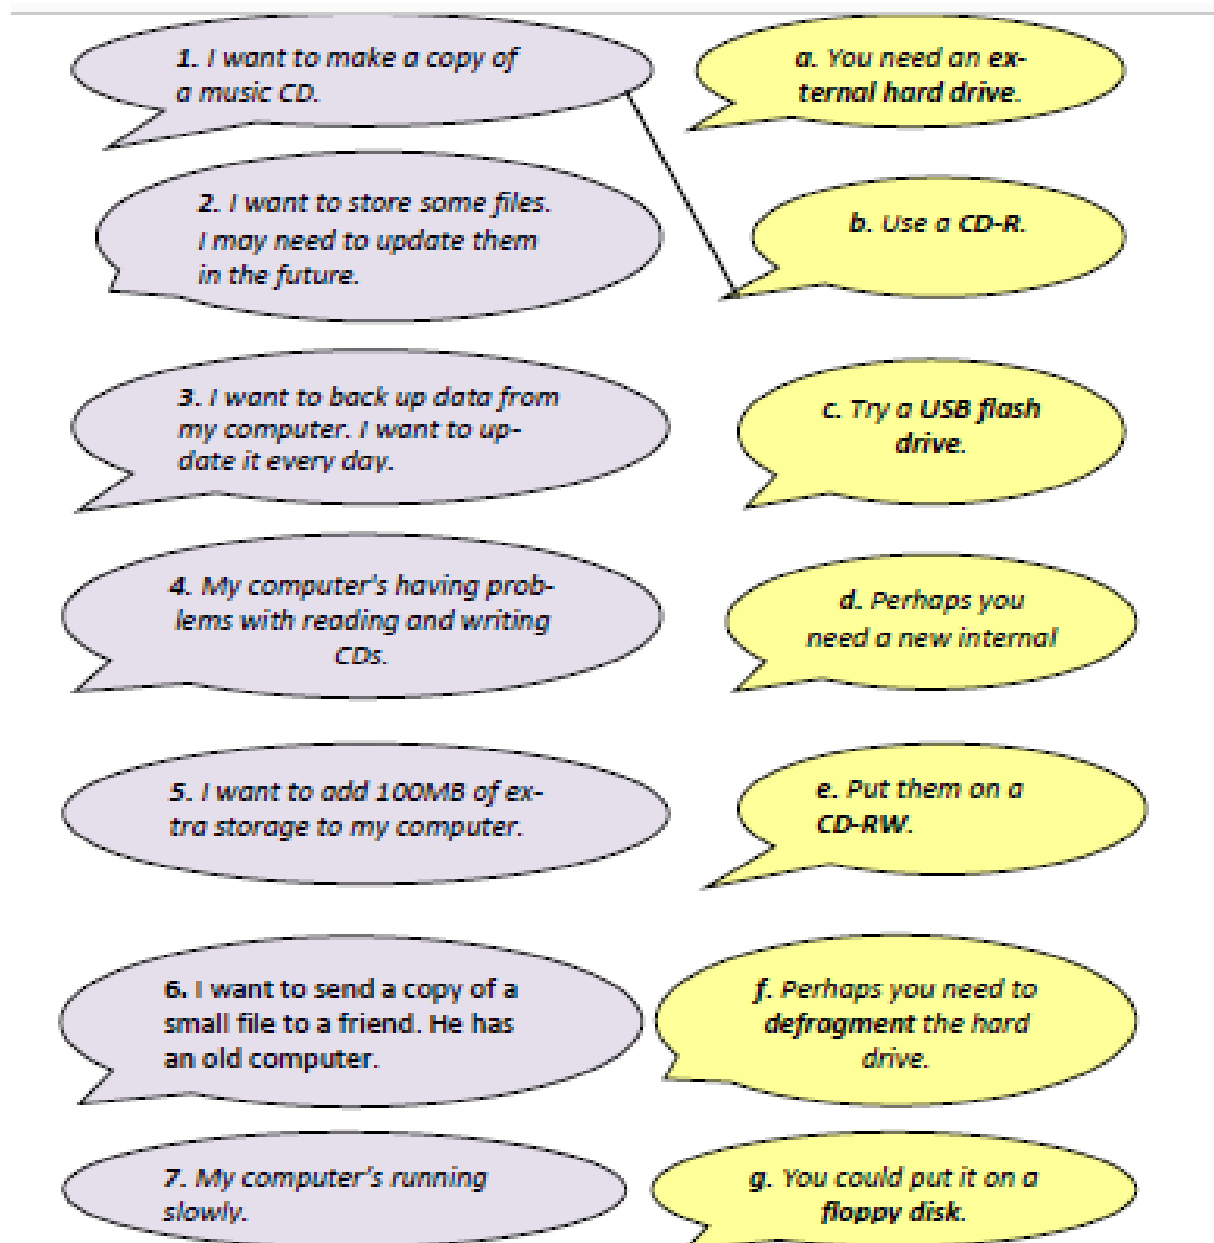 1. I want to make a copy of
a music CD.
a. You need an ex-
ternal hard drive.
2. I want to store some files.
I may need to update them
in the future.
b. Use a CD-R.
3. I want to back up data from
my computer. I want to up-
date it every day.
c. Try a USB flash
drive.
4. My computer's having prob-
lems with reading and writing
CDs.
d. Perhaps you
need a new internal
5. I want to add 100MB of ex-
tra storage to my computer.
e. Put them on a
CD-RW.
6. I want to send a copy of a
small file to a friend. He has
an old computer.
f. Perhaps you need to
defragment the hard
drive.
7. My computer's running
slowly.
g. You could put it on a
floppy disk.